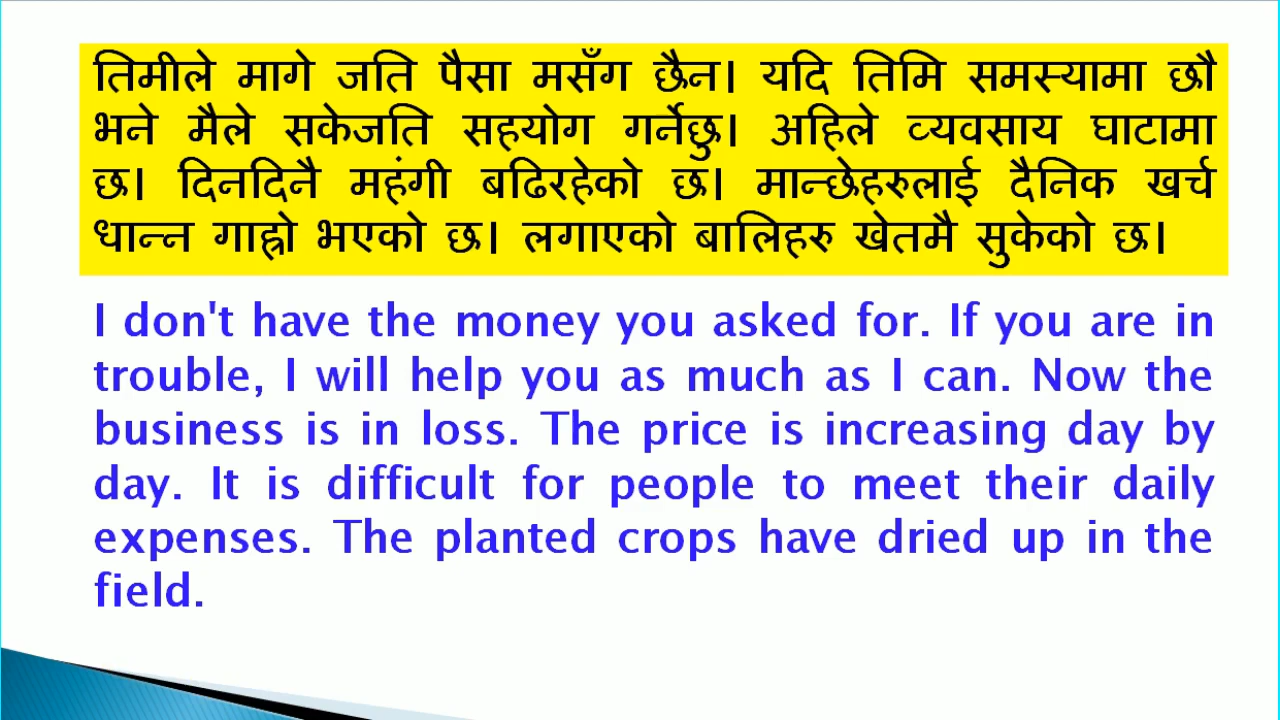 तिमीले मागे जति पैसा मसँग छैन। यदि तिमि समस्यामा छौ
भने मैले सकेजति सहयोग गर्नेछु। अहिले व्यवसाय घाटामा
छ। दिनदिनै महंगी बढिरहेको छ। मान्छेहरुलाई दैनिक खर्च
धान्न गाह्रो भएको छ। लगाएको बालिहरु खेतमै सुकेको छ।
I don't have the money you asked for. If you are in
trouble, I will help you as much as I can. Now the
business is in loss. The price is increasing day by
day. It is difficult for people to meet their daily
expenses. The planted crops have dried up in the
field.